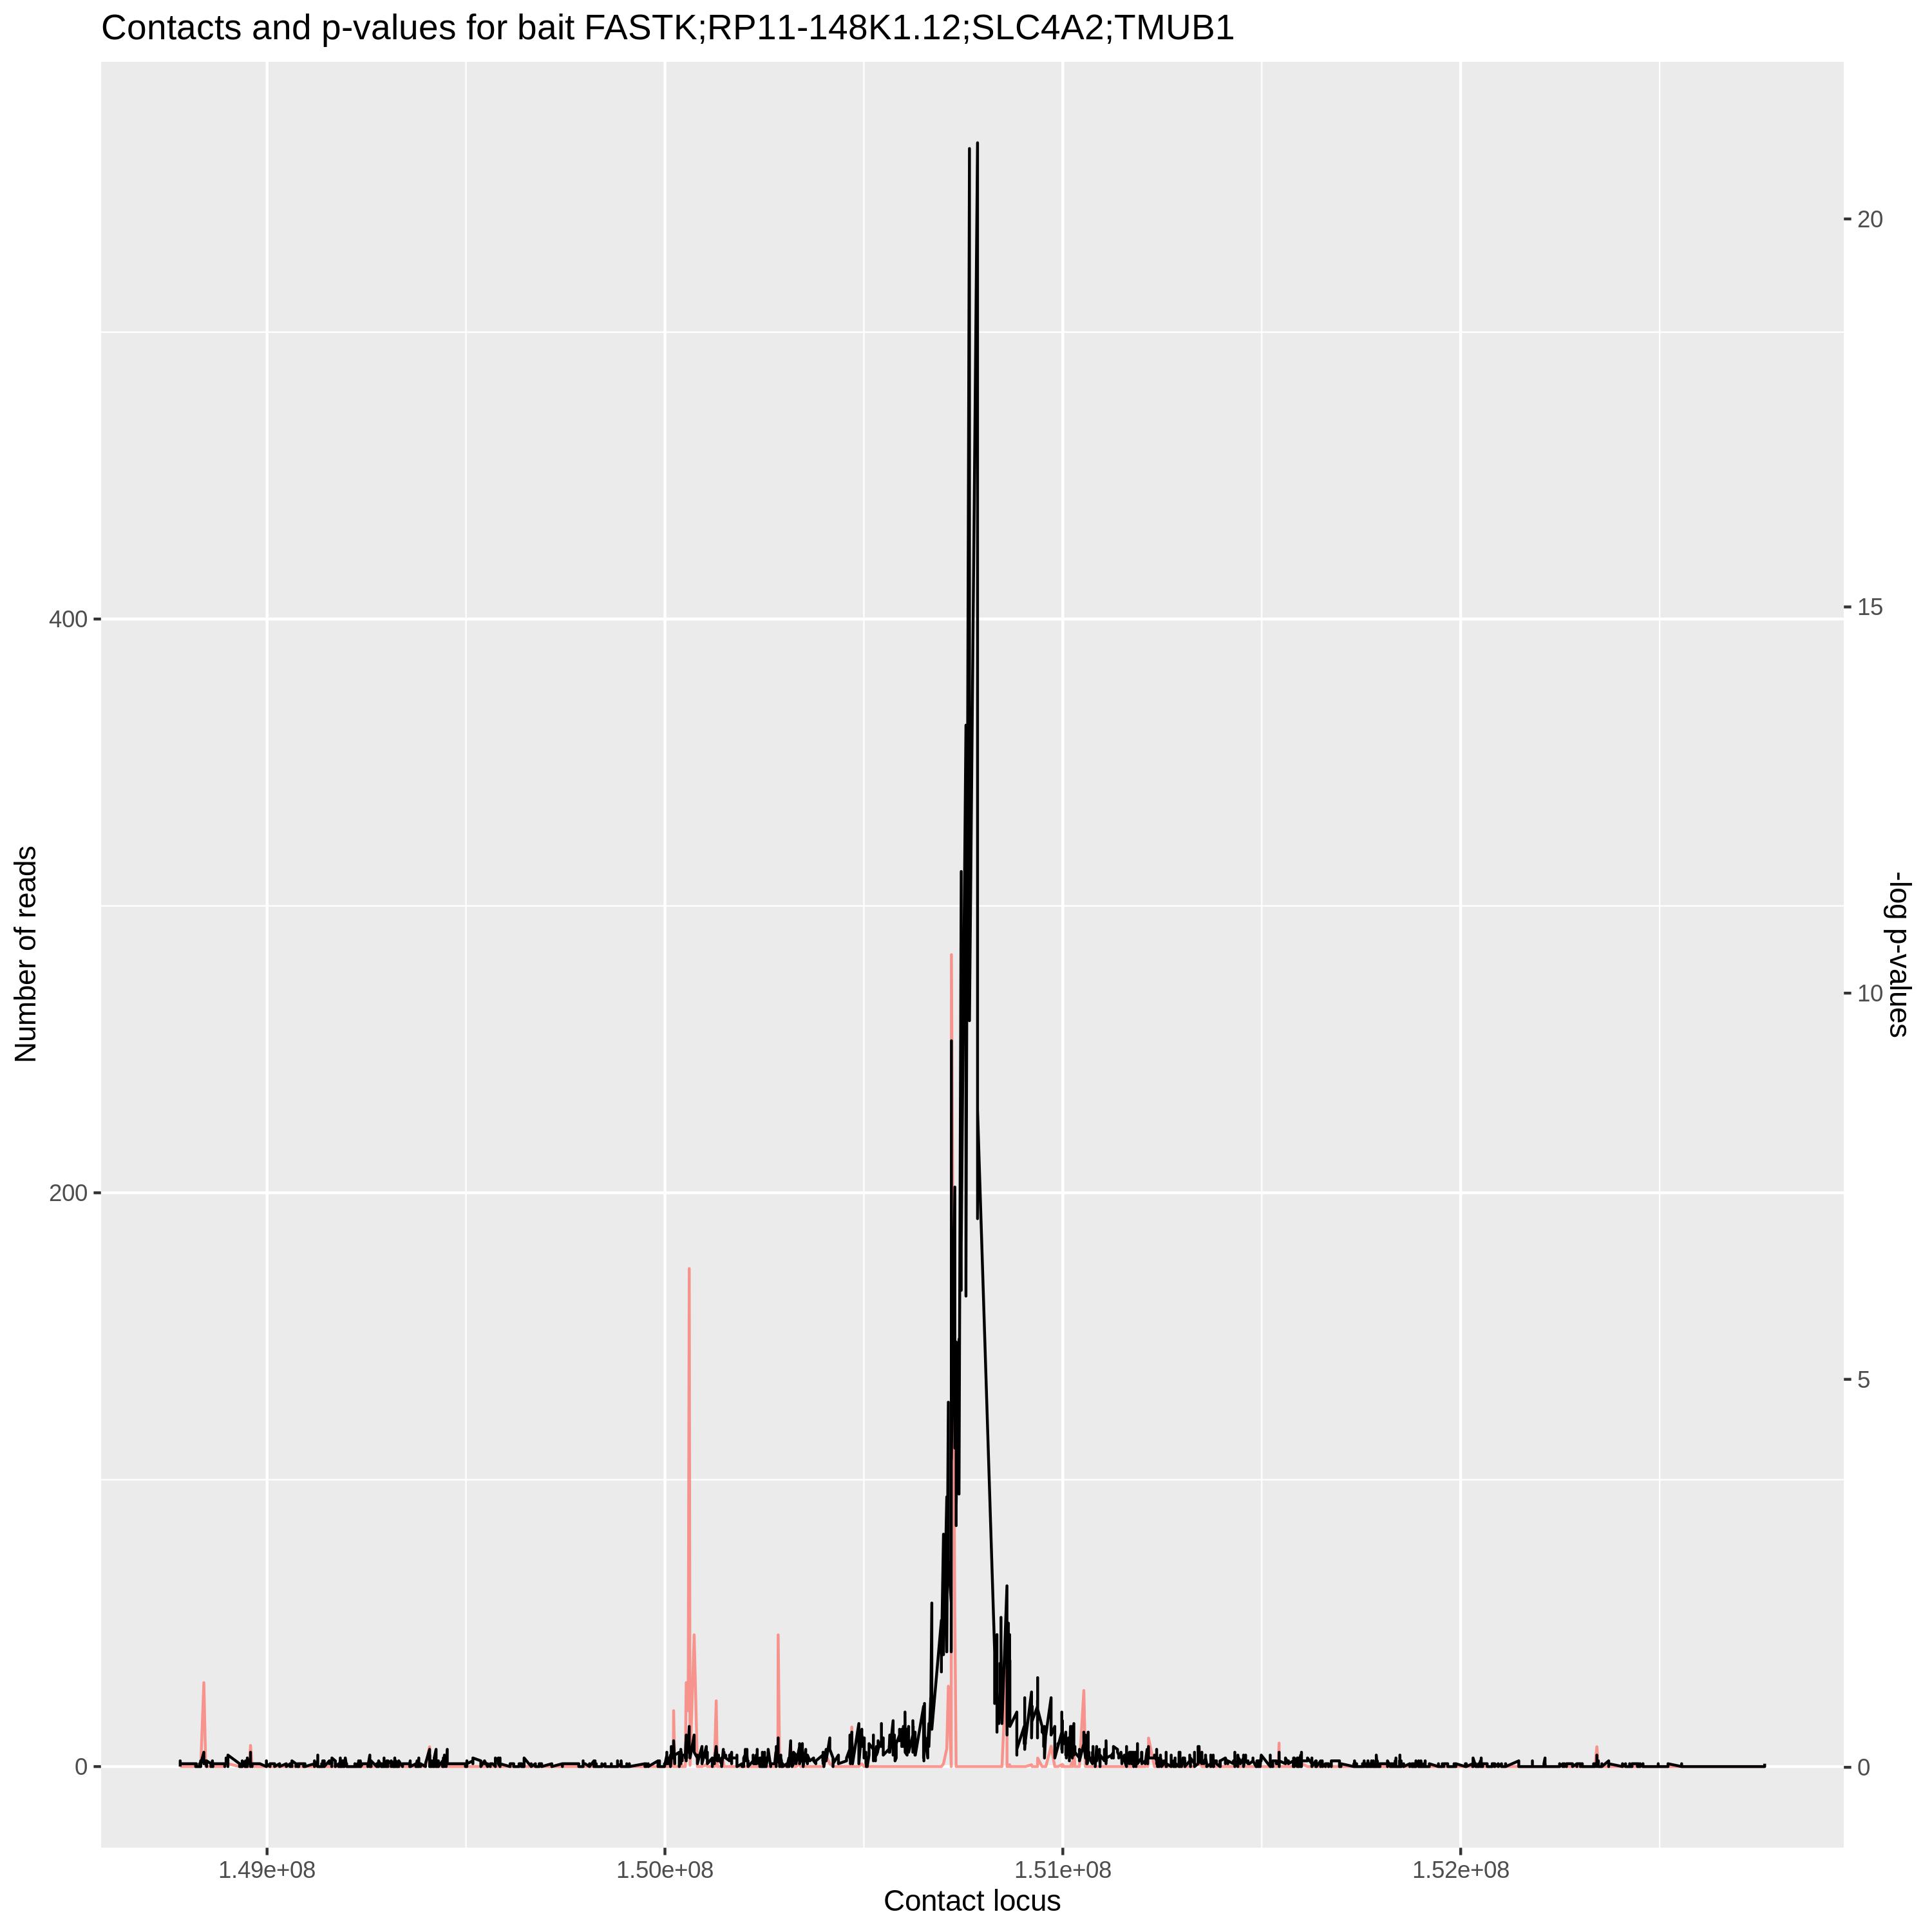 Contacts and p-values for bait FASTK;RP11-148K1.12;SLC4A2;TMUB1
Number of reads
400
200
0
20
15
10
5
0
-log p-values
1.49e+08
1.50e+08
1.51e+08
1.52e+08
Contact locus